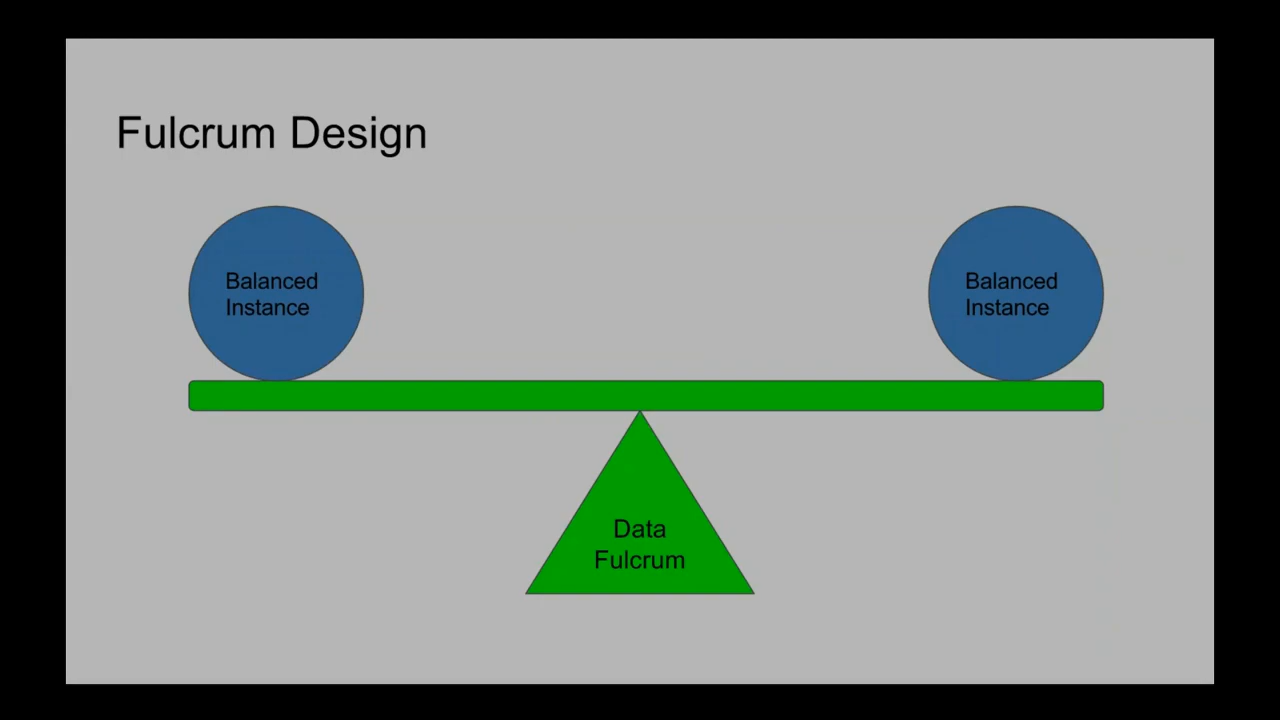 Fulcrum Design
Balanced
Instance
Balanced
Instance
Data
Fulcrum